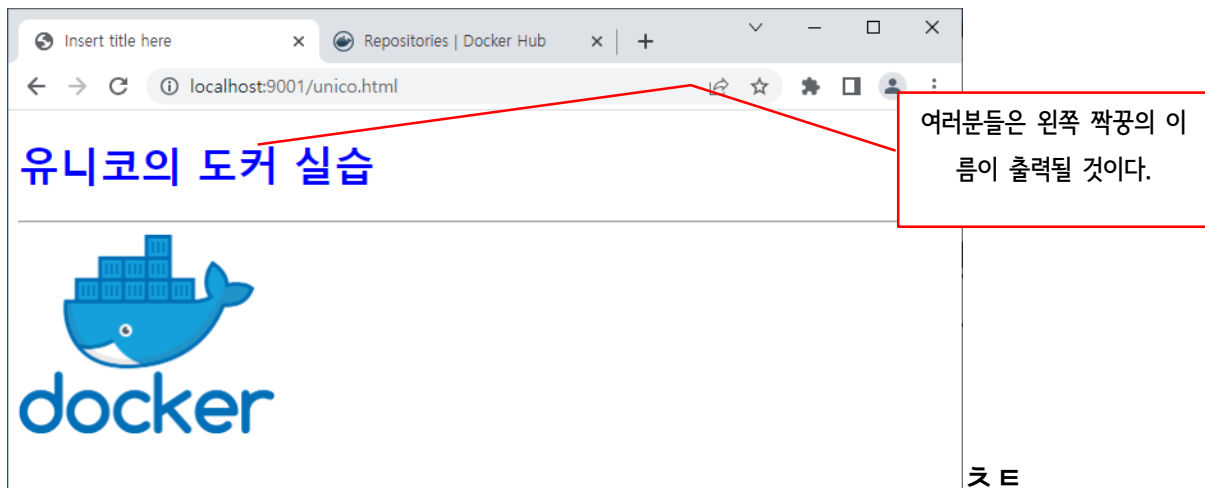 Insert title here
Repositories | Docker Hub
localhost:9001/unico.html
여러분들은 왼쪽 짝꿍의 이
름이 출력될 것이다.
유니코의 도커 실습
docker
츠트